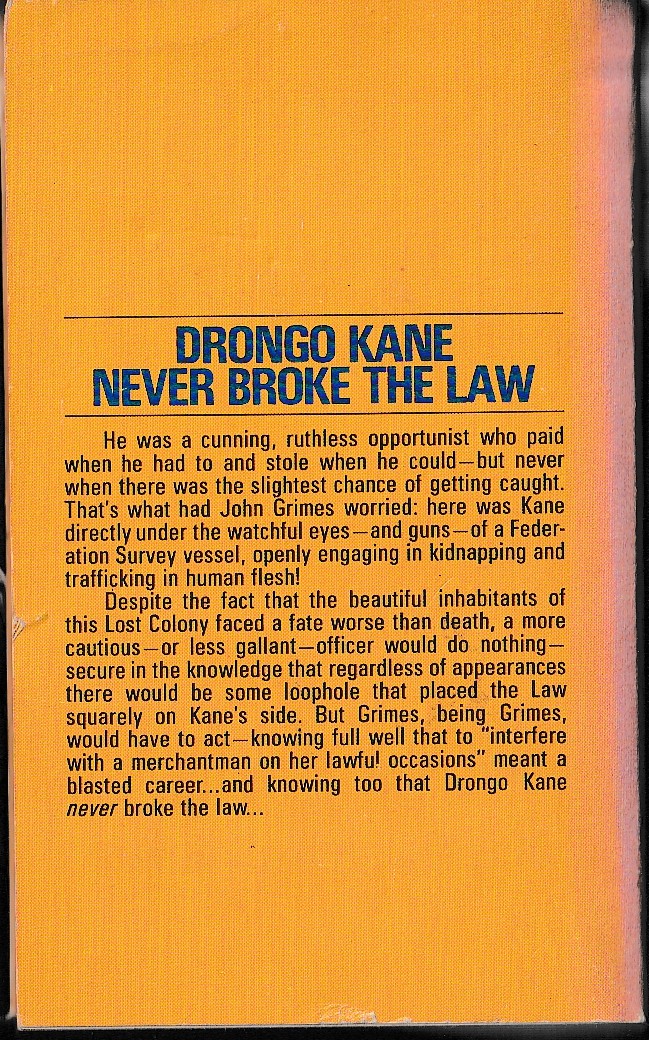 DRONGO KANE
NEVER BROKE THE LAW
He was a cunning, ruthless opportunist who paid
when he had to and stole when he could—but never
when there was the slightest chance of getting caught.
That's what had John Grimes worried: here was Kane
directly under the watchful eyes—and guns—of a Feder-
ation Survey vessel, openly engaging in kidnapping and
trafficking in human flesh!
Despite the fact that the beautiful inhabitants of
this Lost Colony faced a fate worse than death, a more
cautious—or less gallant—officer would do nothing—
secure in the knowledge that regardless of appearances
there would be some loophole that placed the Law
squarely on Kane's side. But Grimes, being Grimes,
would have to act—knowing full well that to "interfere
with a merchantman on her lawful occasions" meant a
blasted career...and knowing too that Drongo Kane
never broke the law...